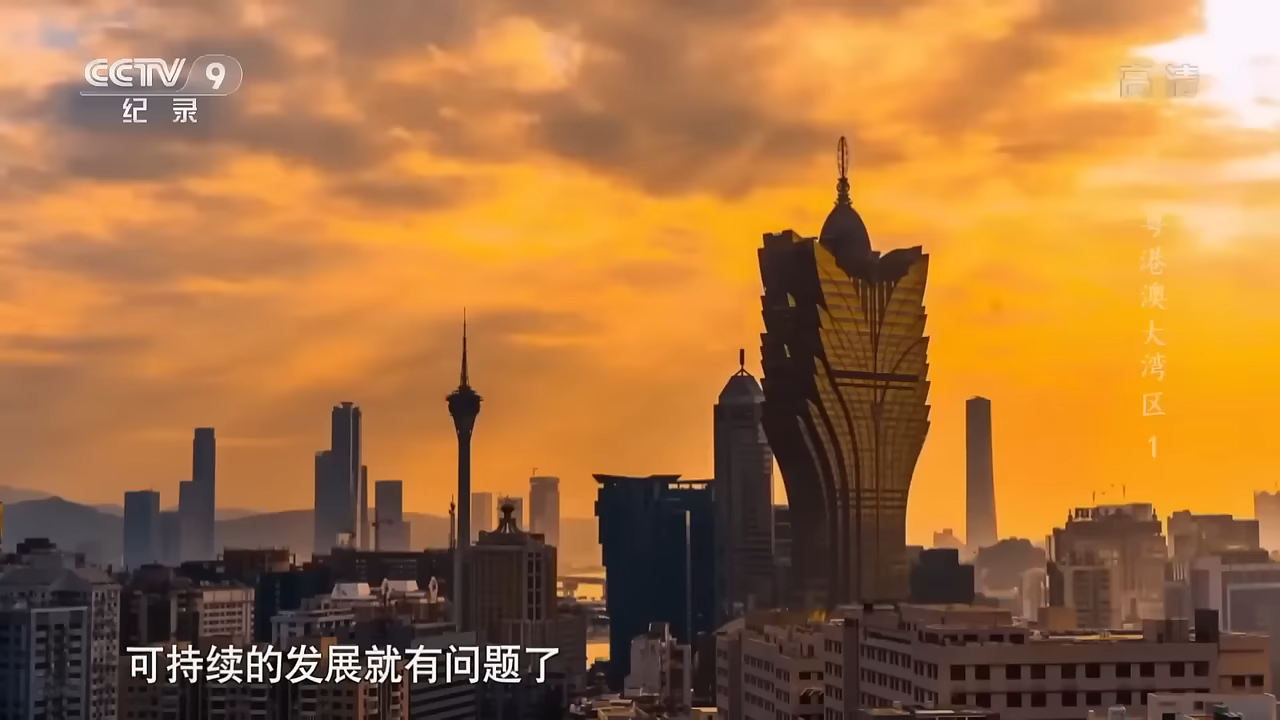 CCTV 9
纪录
高清
粤港澳大湾区 1
可持续的发展就有问题了